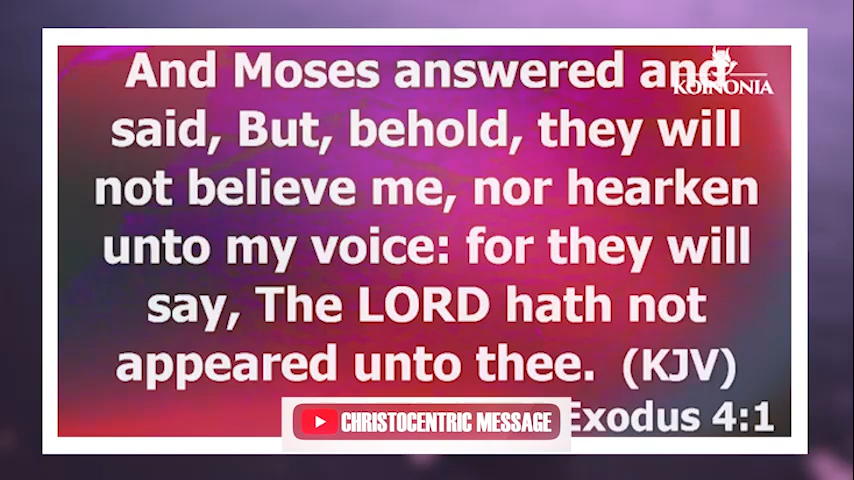 And Moses answered and
KOINONIA
said, But, behold, they will
not believe me, nor hearken
unto my voice: for they will
say, The LORD hath not
appeared unto thee. (KJV)
Exodus 4:1
CHRISTOCENTRIC MESSAGE